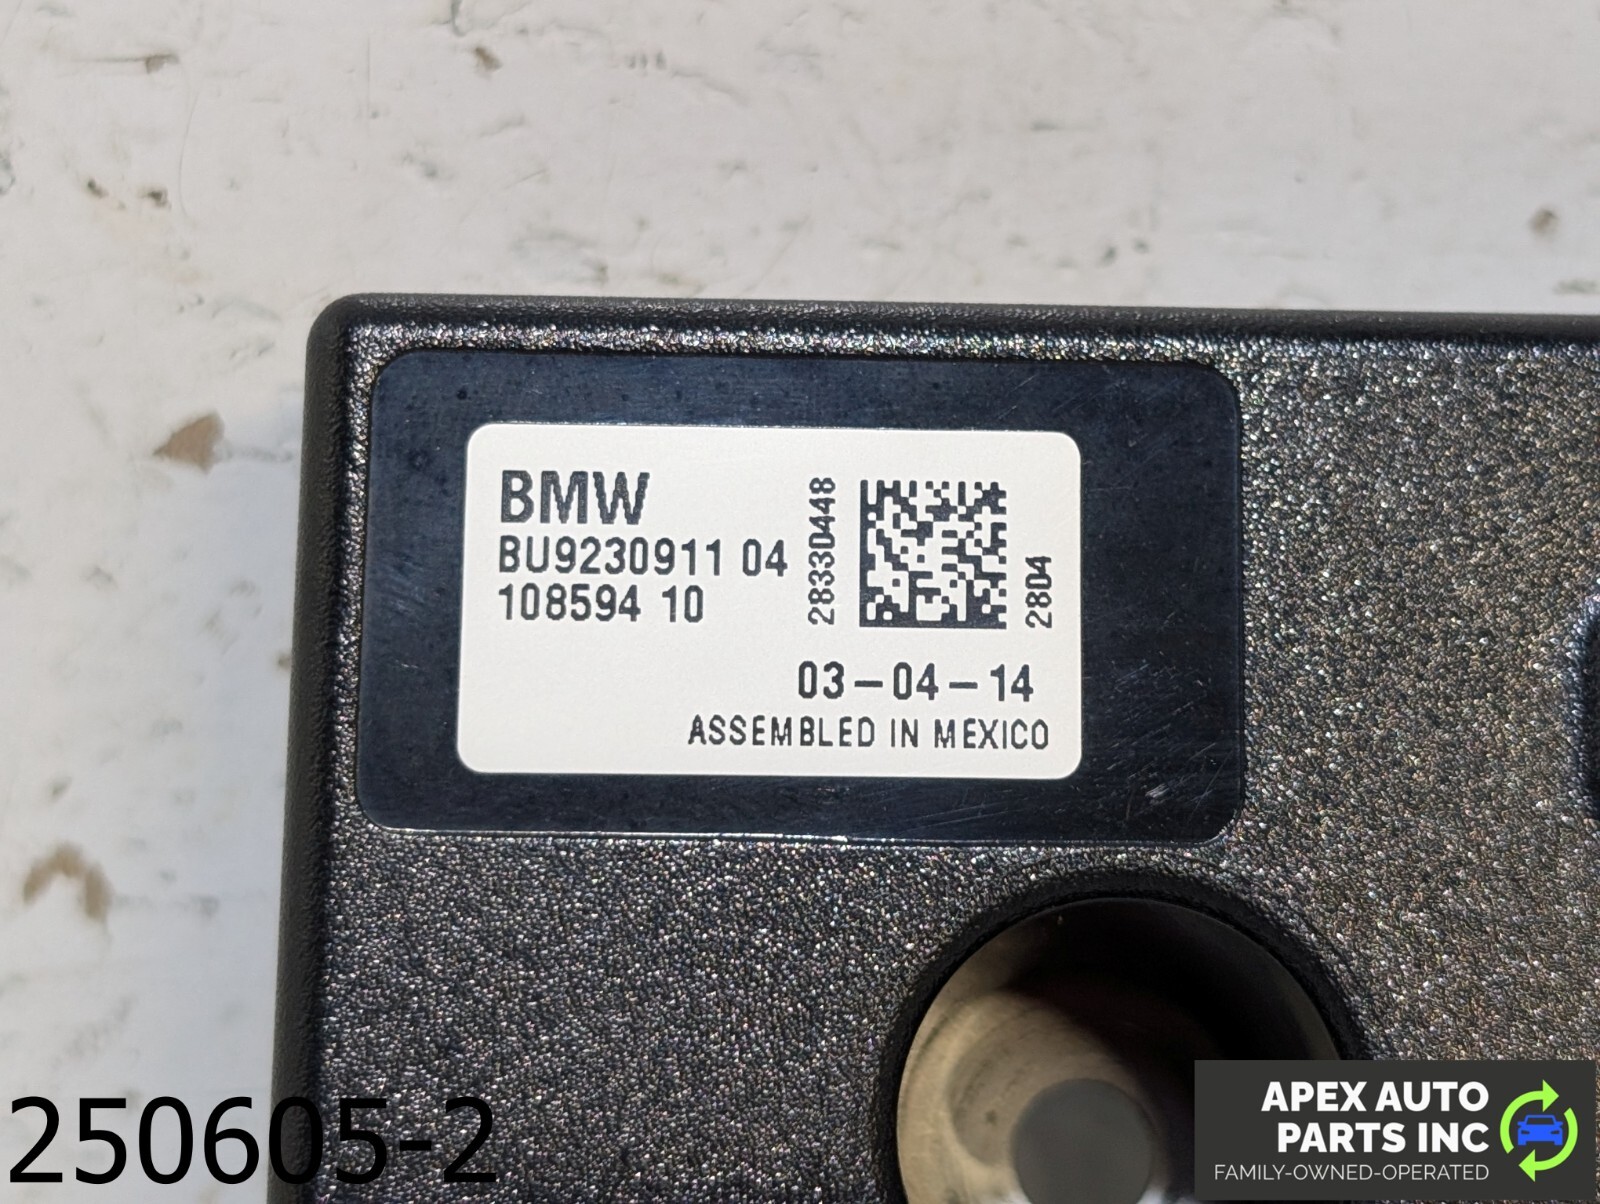 BMW
BU9230911 04
108594 10
28330448
2804
03-04-14
ASSEMBLED IN MEXICO
250605-2
APEX AUTO
PARTS INC
FAMILY-OWNED-OPERATED